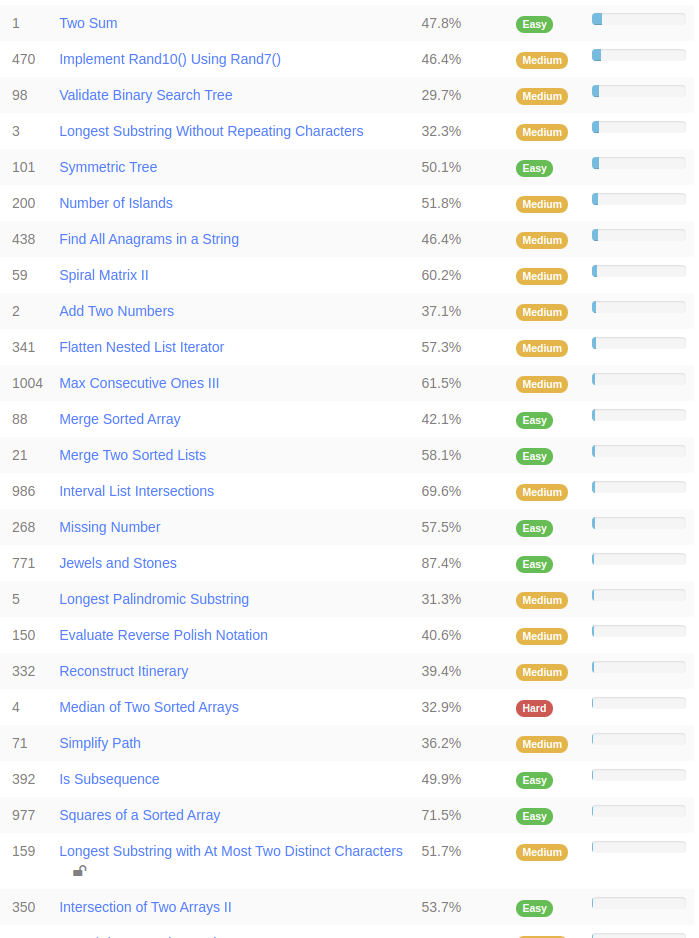 1 Two Sum 47.8% Easy
470 Implement Rand10() Using Rand7() 46.4% Medium
98 Validate Binary Search Tree 29.7% Medium
3 Longest Substring Without Repeating Characters 32.3% Medium
101 Symmetric Tree 50.1% Easy
200 Number of Islands 51.8% Medium
438 Find All Anagrams in a String 46.4% Medium
59 Spiral Matrix II 60.2% Medium
2 Add Two Numbers 37.1% Medium
341 Flatten Nested List Iterator 57.3% Medium
1004 Max Consecutive Ones III 61.5% Medium
88 Merge Sorted Array 42.1% Easy
21 Merge Two Sorted Lists 58.1% Easy
986 Interval List Intersections 69.6% Medium
268 Missing Number 57.5% Easy
771 Jewels and Stones 87.4% Easy
5 Longest Palindromic Substring 31.3% Medium
150 Evaluate Reverse Polish Notation 40.6% Medium
332 Reconstruct Itinerary 39.4% Medium
4 Median of Two Sorted Arrays 32.9% Hard
71 Simplify Path 36.2% Medium
392 Is Subsequence 49.9% Easy
977 Squares of a Sorted Array 71.5% Easy
159 Longest Substring with At Most Two Distinct Characters 51.7% Medium
350 Intersection of Two Arrays II 53.7% Easy